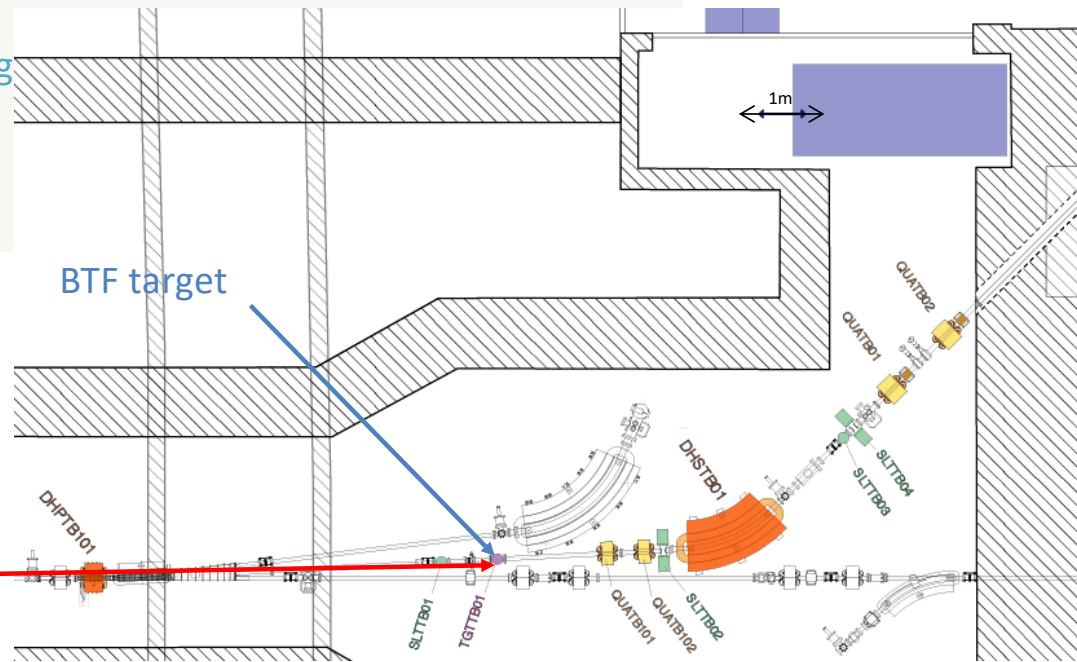 g
1m
BTF target
QUATB02
QUATB01
DHSTB01
SLTTB04
SLTTB03
DHPTB101
SLTTB01
TGTTB01
QUATB101
QUATB102
SLTTB02